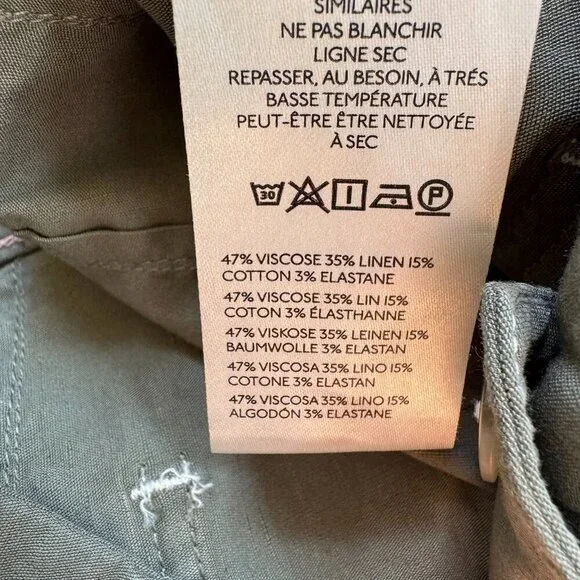 SIMILAIRES
NE PAS BLANCHIR
LIGNE SEC
REPASSER, AU BESOIN, À TRÉS
BASSE TEMPÉRATURE
PEUT-ÊTRE ÊTRE NETTOYÉE
À SEC
30 P
47% VISCOSE 35% LINEN 15%
COTTON 3% ELASTANE
47% VISCOSE 35% LIN 15%
COTON 3% ÉLASTHANNE
47% VISKOSE 35% LEINEN 15%
BAUMWOLLE 3% ELASTAN
47% VISCOSA 35% LINO 15%
COTONE 3% ELASTAN
47% VISCOSA 35% LINO 15%
ALGODÓN 3% ELASTANE